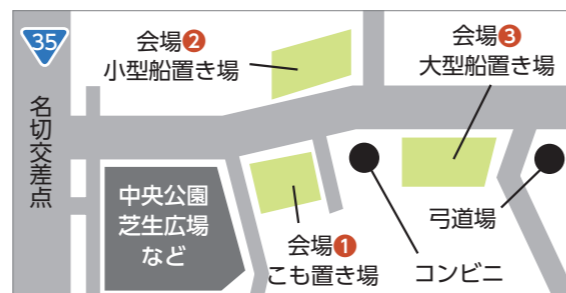 35
名切交差点
会場❷
小型船置き場
会場❸
大型船置き場
中央公園
芝生広場
など
会場❶
こも置き場
コンビニ
弓道場